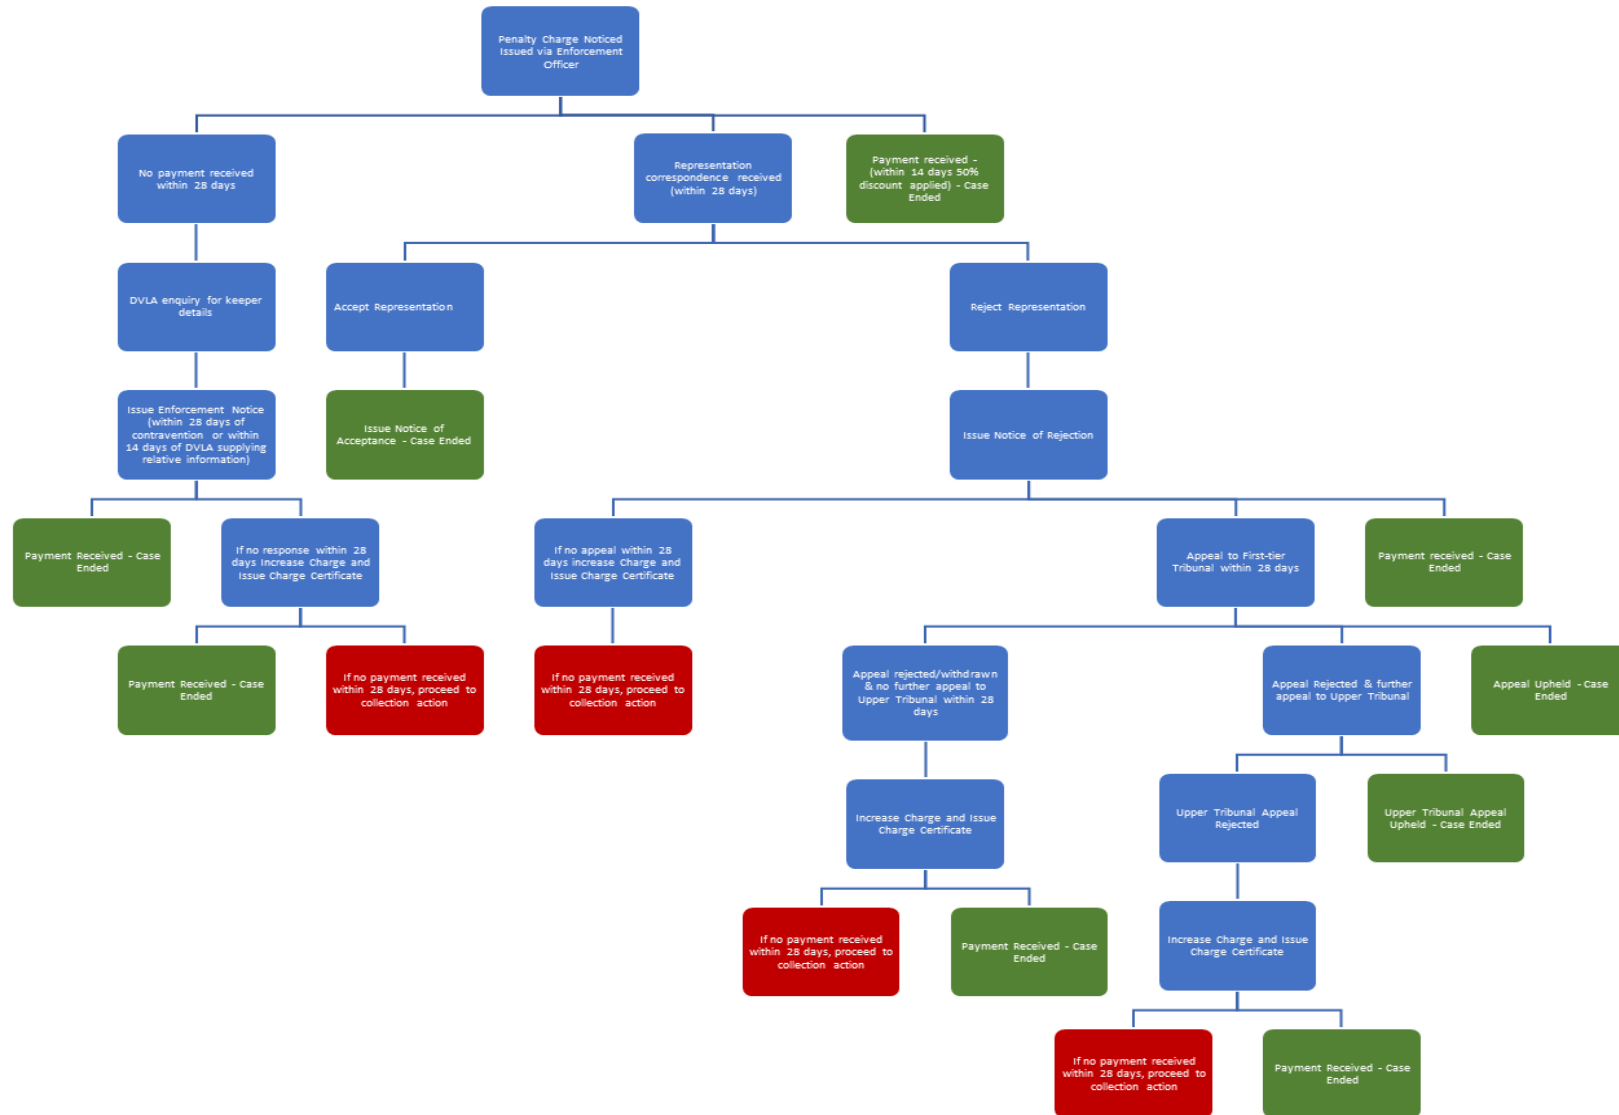 Penalty Charge Noticed
Issued via Enforcement
Officer
No payment received
within 28 days
Representation
correspondence received
(within 28 days)
Payment received -
(within 14 days 50%
discount applied) - Case
Ended
DVLA enquiry for keeper
details
Accept Representation
Reject Representation
Issue Enforcement Notice
(within 28 days of
contravention or within
14 days of DVLA supplying
relative information)
Issue Notice of
Acceptance - Case Ended
Issue Notice of Rejection
Payment Received - Case
Ended
If no response within 28
days Increase Charge and
Issue Charge Certificate
If no appeal within 28
days increase Charge and
Issue Charge Certificate
Appeal to First-tier
Tribunal within 28 days
Payment received - Case
Ended
Payment Received - Case
Ended
If no payment received
within 28 days, proceed to
collection action
If no payment received
within 28 days, proceed to
collection action
Appeal rejected/withdrawn
& no further appeal to
Upper Tribunal within 28
days
Appeal Rejected & further
appeal to Upper Tribunal
Appeal Upheld - Case
Ended
Increase Charge and Issue
Charge Certificate
Upper Tribunal Appeal
Rejected
Upper Tribunal Appeal
Upheld - Case Ended
If no payment received
within 28 days, proceed to
collection action
Payment Received - Case
Ended
Increase Charge and Issue
Charge Certificate
If no payment received
within 28 days, proceed to
collection action
Payment Received - Case
Ended